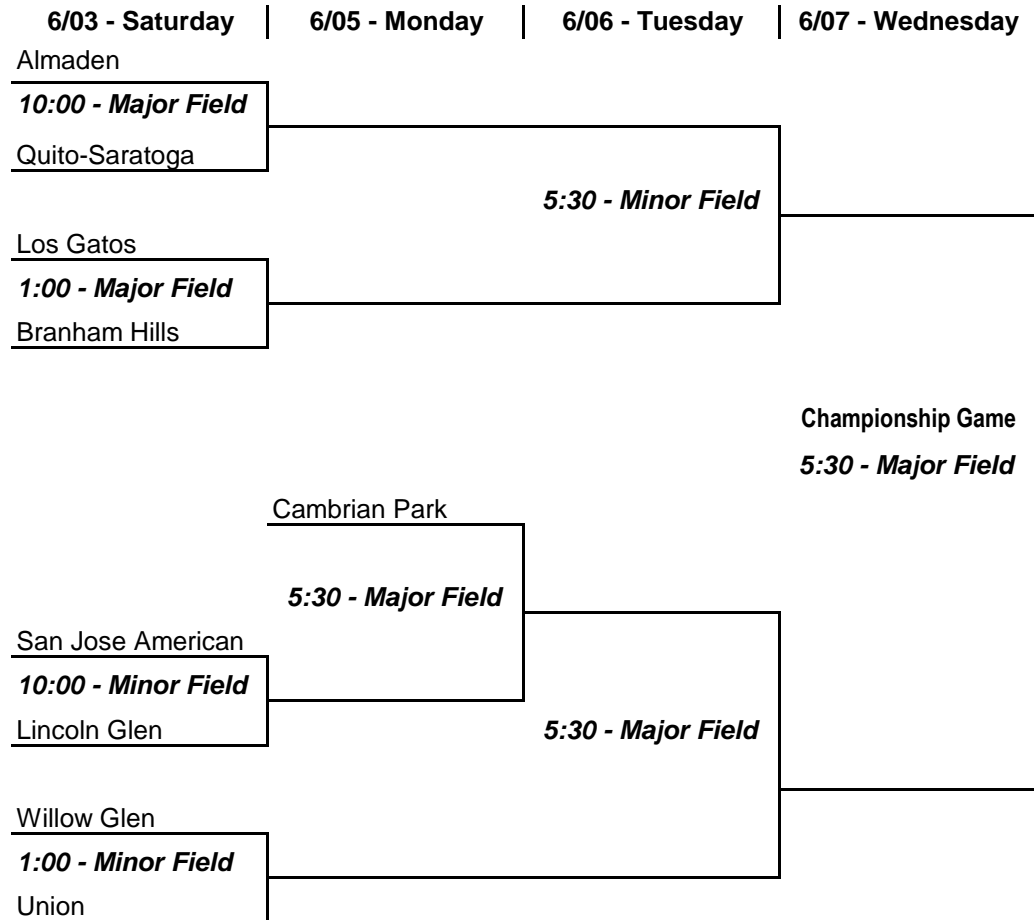 6/03 - Saturday 6/05 - Monday 6/06 - Tuesday 6/07 - Wednesday
Almaden
10:00 - Major Field
Quito-Saratoga
5:30 - Minor Field
Los Gatos
1:00 - Major Field
Branham Hills
Championship Game
5:30 - Major Field
Cambrian Park
5:30 - Major Field
San Jose American
10:00 - Minor Field
Lincoln Glen
5:30 - Major Field
Willow Glen
1:00 - Minor Field
Union